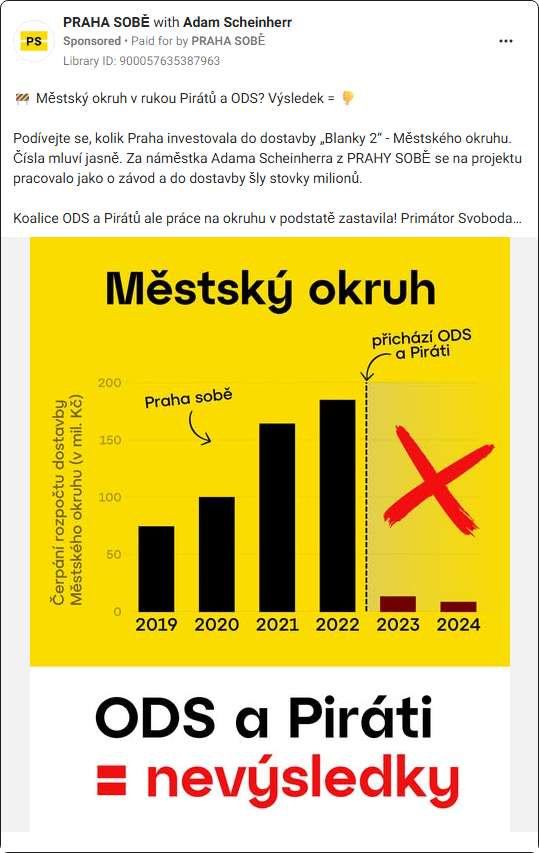 PRAHA SOBĚ with Adam Scheinherr
Sponsored • Paid for by PRAHA SOBĚ
Library ID: 900057635387963
PS
🚧 Městský okruh v rukou Pirátů a ODS? Výsledek = 👎
Podívejte se, kolik Praha investovala do dostavby „Blanky 2“ - Městského okruhu.
Čísla mluví jasně. Za náměstka Adama Scheinherra z PRAHY SOBĚ se na projektu
pracovalo jako o závod a do dostavby šly stovky milionů.
Koalice ODS a Pirátů ale práce na okruhu v podstatě zastavila! Primátor Svoboda…
Městský okruh
přichází ODS
a Piráti
Praha sobě
Čerpání rozpočtu dostavby
Městského okruhu (v mil. Kč)
200
150
100
50
0
2019 2020 2021 2022 2023 2024
ODS a Piráti
= nevýsledky